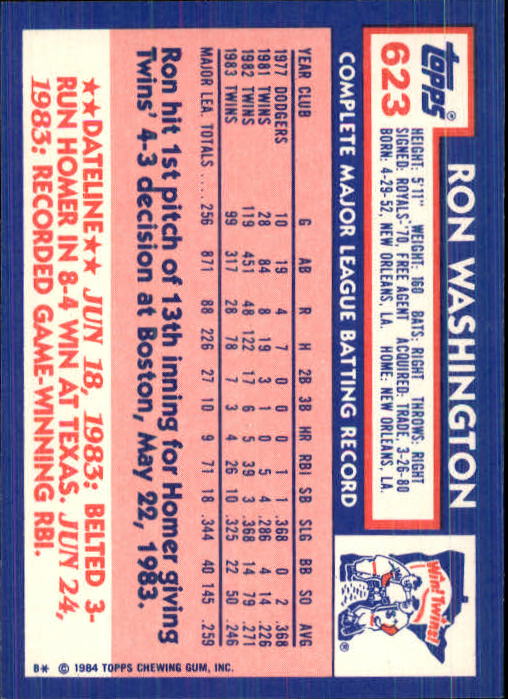 topps®
623
RON WASHINGTON
HEIGHT: 5'11" WEIGHT: 160 BATS: RIGHT THROWS: RIGHT
SIGNED: ROYALS-'70, FREE AGENT ACQUIRED: TRADE, 3-26-80
BORN: 4-29-52, NEW ORLEANS, LA. HOME: NEW ORLEANS, LA.
Win! Twins!
®
COMPLETE MAJOR LEAGUE BATTING RECORD
YEAR CLUB G AB R H 2B 3B HR RBI SB SLG BB SO AVG
1977 DODGERS 10 19 4 7 0 0 0 1 1 .368 0 2 .368
1981 TWINS 28 84 8 19 3 1 0 5 4 .286 4 14 .226
1982 TWINS 119 451 48 122 17 6 5 39 3 .368 14 79 .271
1983 TWINS 99 317 28 78 7 3 4 26 10 .325 22 50 .246
MAJOR LEA. TOTALS .... 256 871 88 226 27 10 9 71 18 .344 40 145 .259
Ron hit 1st pitch of 13th inning for Homer giving
Twins' 4-3 decision at Boston, May 22, 1983.
★★DATELINE★★ JUN 18, 1983: BELTED 3-
RUN HOMER IN 8-4 WIN AT TEXAS. JUN 24,
1983: RECORDED GAME-WINNING RBI.
B* © 1984 TOPPS CHEWING GUM, INC.